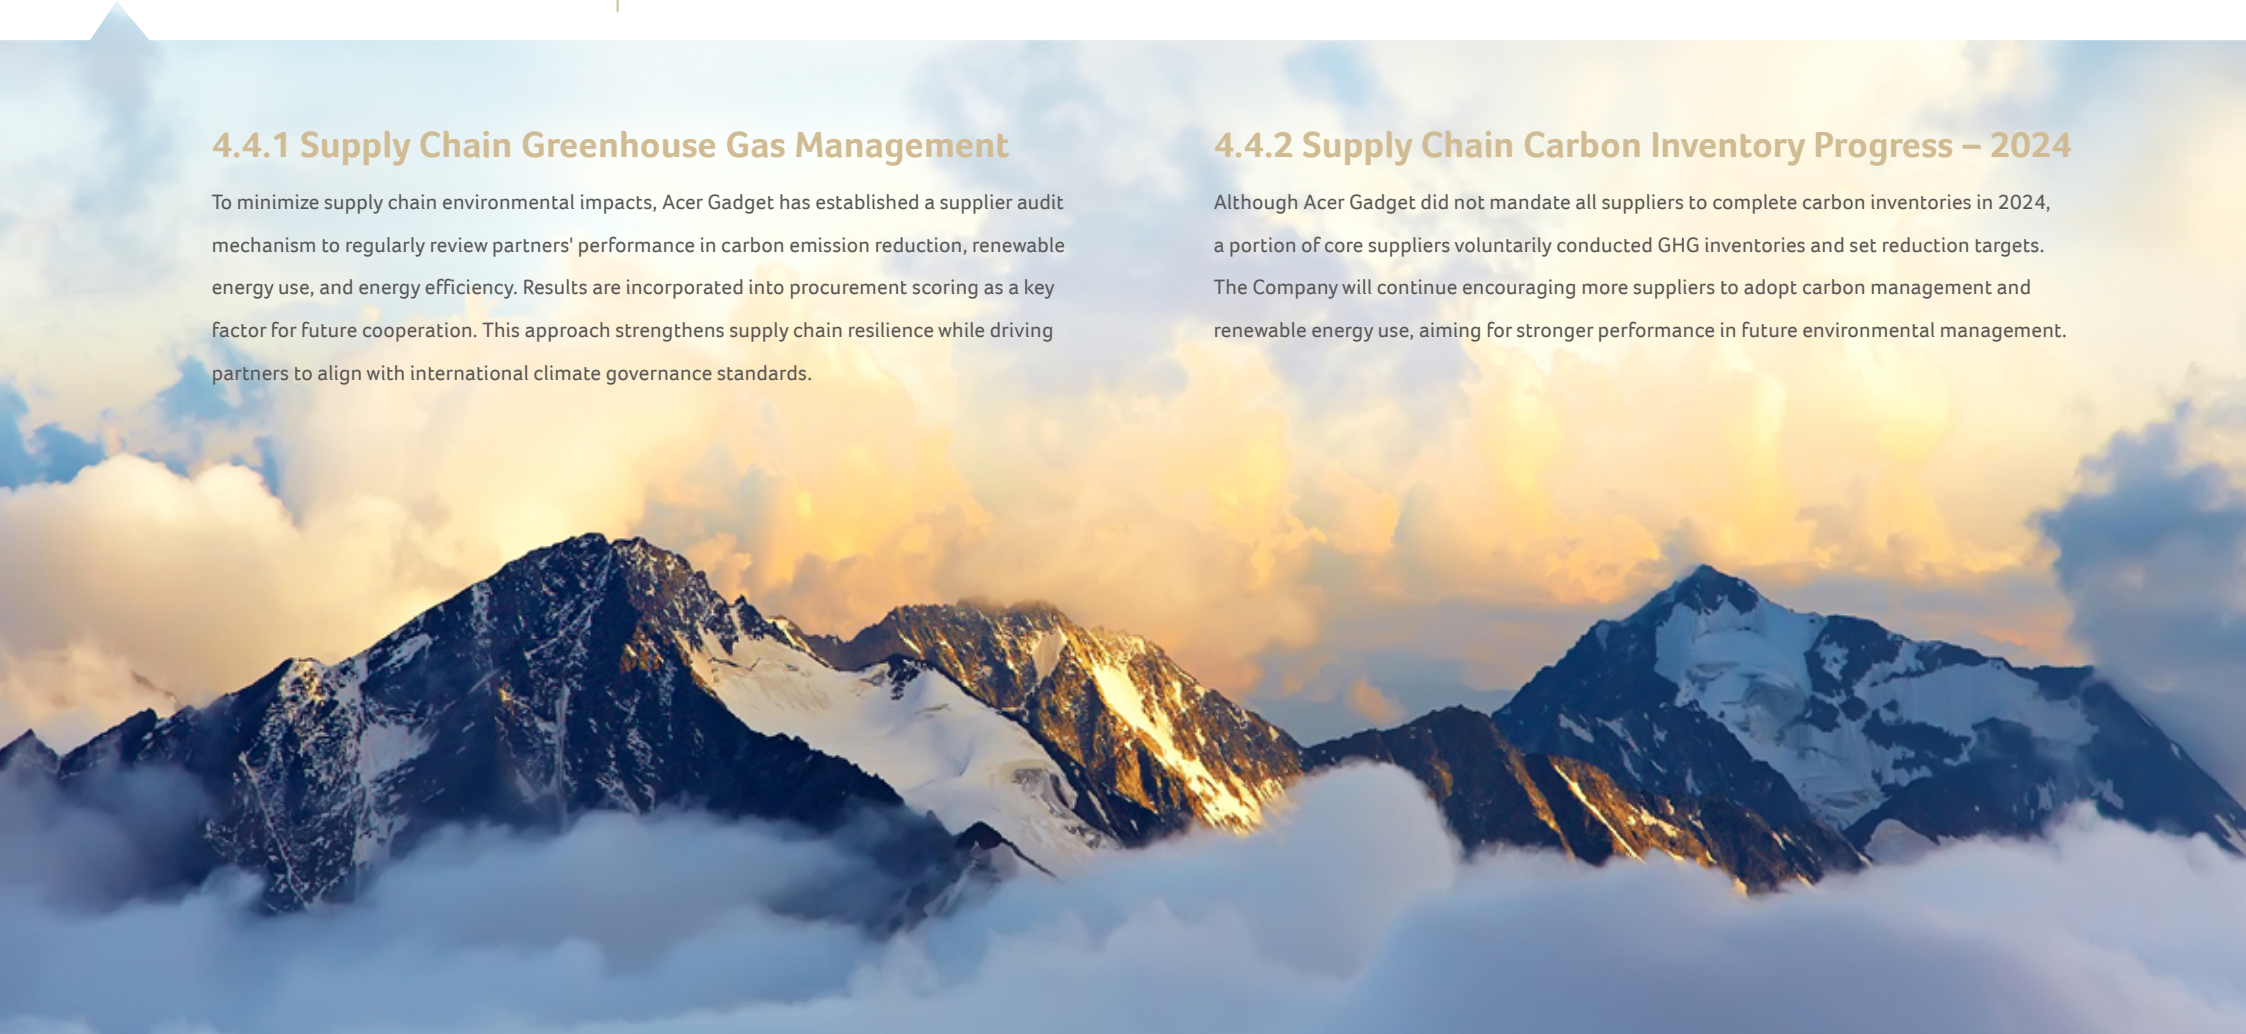 4.4.1 Supply Chain Greenhouse Gas Management
To minimize supply chain environmental impacts, Acer Gadget has established a supplier audit
mechanism to regularly review partners' performance in carbon emission reduction, renewable
energy use, and energy efficiency. Results are incorporated into procurement scoring as a key
factor for future cooperation. This approach strengthens supply chain resilience while driving
partners to align with international climate governance standards.
4.4.2 Supply Chain Carbon Inventory Progress – 2024
Although Acer Gadget did not mandate all suppliers to complete carbon inventories in 2024,
a portion of core suppliers voluntarily conducted GHG inventories and set reduction targets.
The Company will continue encouraging more suppliers to adopt carbon management and
renewable energy use, aiming for stronger performance in future environmental management.